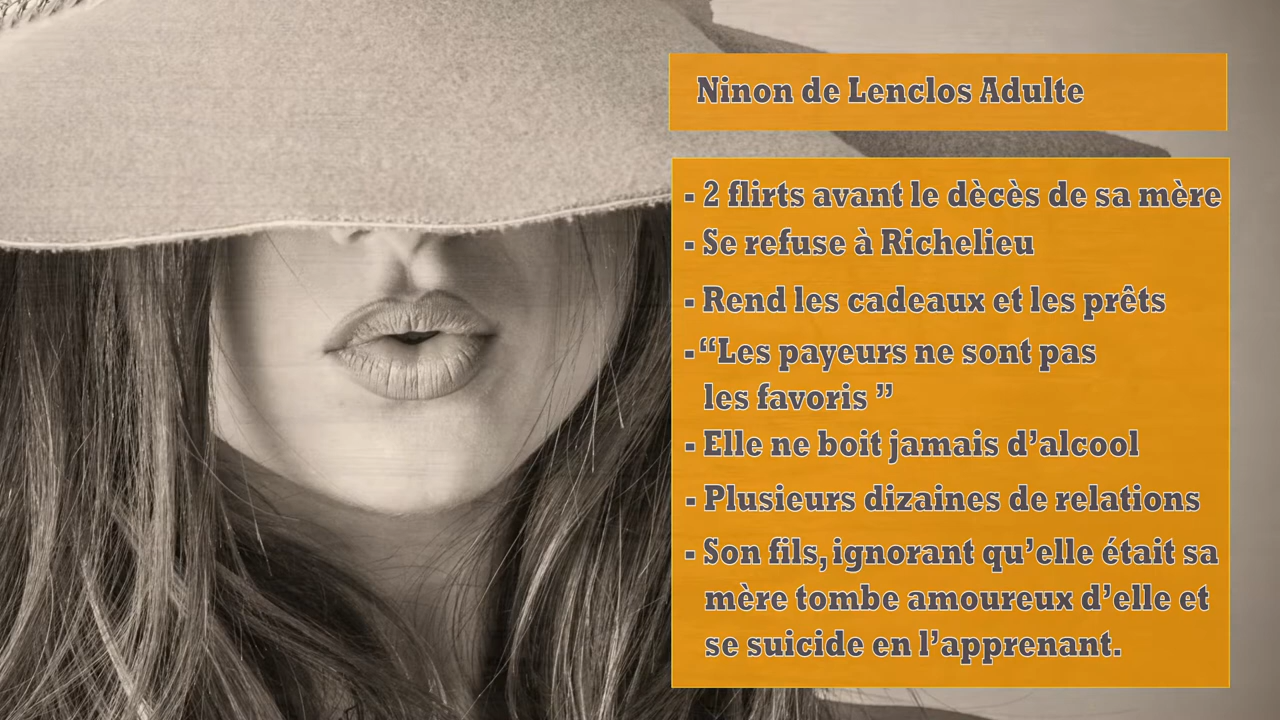 Ninon de Lenclos Adulte
- 2 flirts avant le dècès de sa mère
- Se refuse à Richelieu
- Rend les cadeaux et les prêts
- “Les payeurs ne sont pas
les favoris ”
- Elle ne boit jamais d’alcool
- Plusieurs dizaines de relations
- Son fils, ignorant qu’elle était sa
mère tombe amoureux d’elle et
se suicide en l’apprenant.